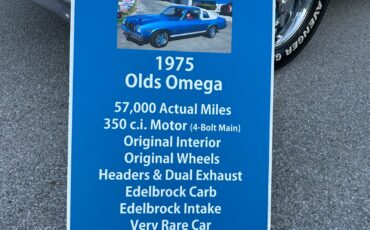 1975
Olds Omega
57,000 Actual Miles
350 c.i. Motor (4-Bolt Main)
Original Interior
Original Wheels
Headers & Dual Exhaust
Edelbrock Carb
Edelbrock Intake
Very Rare Car
AVENGER G